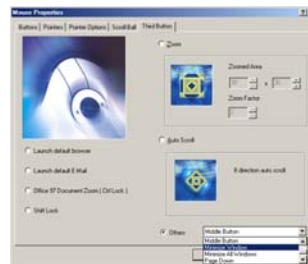 Mouse Properties
Buttons | Pointers | Pointer Options | Scroll Ball | Third Button
Zoom
Zoomed Area
x
Zoom Factor
Launch default browser
Auto Scroll
Launch default E-Mail
8 direction auto scroll
Office 97 Document Zoom ( Ctrl Lock )
Shift Lock
Others
Middle Button
Middle Button
Minimize Window
Minimize All Windows
Page Down